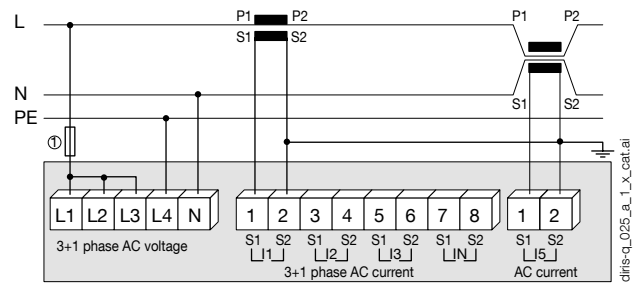 L P1 P2 P1 P2
S1 S2
N S1 S2
PE
①
L1 L2 L3 L4 N 1 2 3 4 5 6 7 8 1 2
S1 S2 S1 S2 S1 S2 S1 S2 S1 S2
I1 I2 I3 IN I5
3+1 phase AC voltage 3+1 phase AC current AC current
diris-q_025_a_1_x_cat.ai